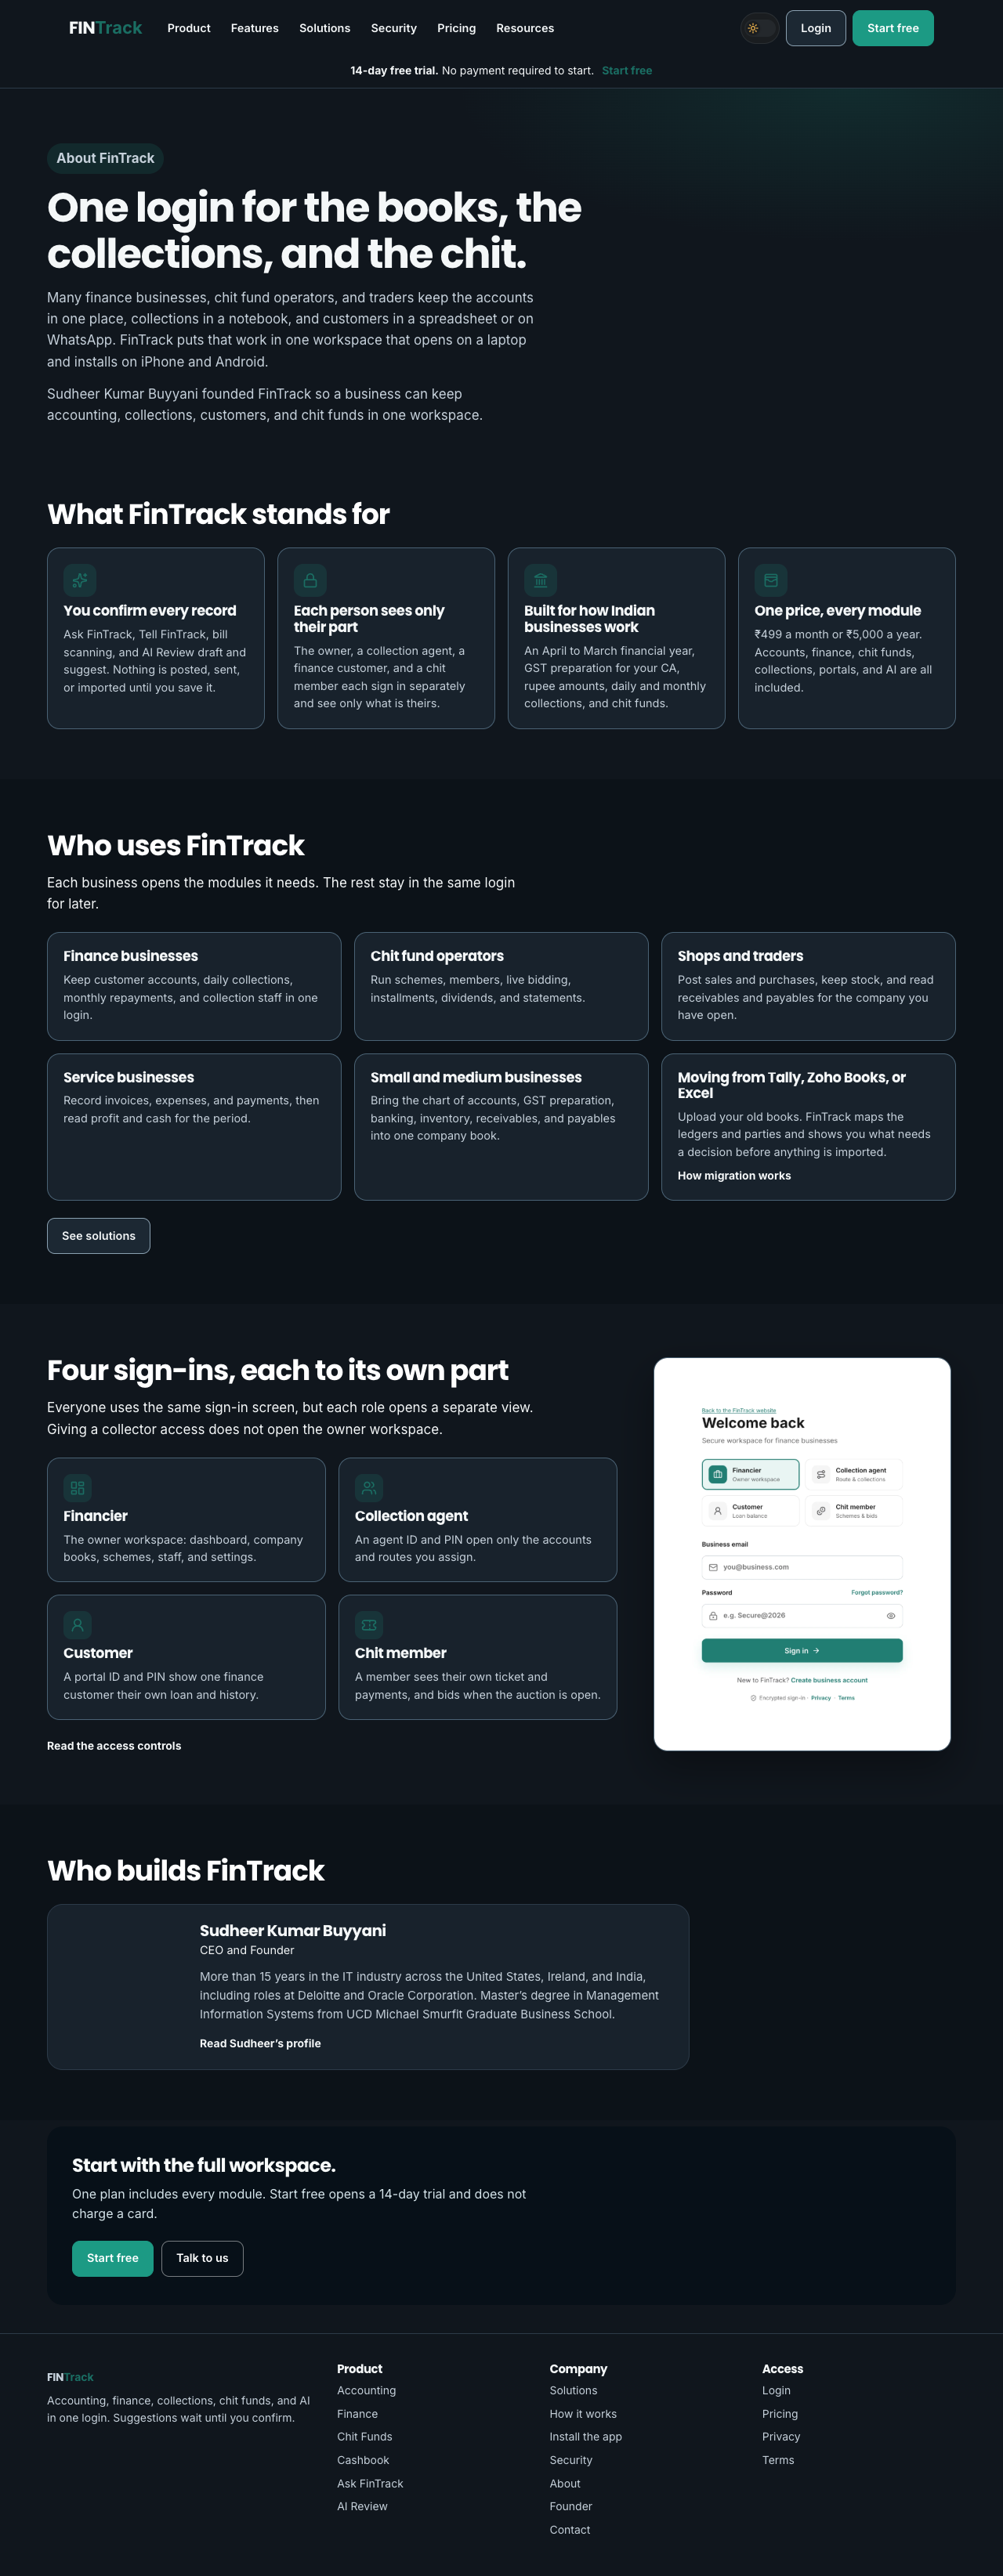 FINTrack Product Features Solutions Security Pricing Resources Login Start free
14-day free trial. No payment required to start. Start free
About FinTrack
One login for the books, the
collections, and the chit.
Many finance businesses, chit fund operators, and traders keep the accounts
in one place, collections in a notebook, and customers in a spreadsheet or on
WhatsApp. FinTrack puts that work in one workspace that opens on a laptop
and installs on iPhone and Android.
Sudheer Kumar Buyyani founded FinTrack so a business can keep
accounting, collections, customers, and chit funds in one workspace.
What FinTrack stands for
You confirm every record
Ask FinTrack, Tell FinTrack, bill
scanning, and AI Review draft and
suggest. Nothing is posted, sent,
or imported until you save it.
Each person sees only
their part
The owner, a collection agent, a
finance customer, and a chit
member each sign in separately
and see only what is theirs.
Built for how Indian
businesses work
An April to March financial year,
GST preparation for your CA,
rupee amounts, daily and monthly
collections, and chit funds.
One price, every module
₹499 a month or ₹5,000 a year.
Accounts, finance, chit funds,
collections, portals, and AI are all
included.
Who uses FinTrack
Each business opens the modules it needs. The rest stay in the same login
for later.
Finance businesses
Keep customer accounts, daily collections,
monthly repayments, and collection staff in one
login.
Chit fund operators
Run schemes, members, live bidding,
installments, dividends, and statements.
Shops and traders
Post sales and purchases, keep stock, and read
receivables and payables for the company you
have open.
Service businesses
Record invoices, expenses, and payments, then
read profit and cash for the period.
Small and medium businesses
Bring the chart of accounts, GST preparation,
banking, inventory, receivables, and payables
into one company book.
Moving from Tally, Zoho Books, or
Excel
Upload your old books. FinTrack maps the
ledgers and parties and shows you what needs
a decision before anything is imported.
How migration works
See solutions
Four sign-ins, each to its own part
Everyone uses the same sign-in screen, but each role opens a separate view.
Giving a collector access does not open the owner workspace.
Financier
The owner workspace: dashboard, company
books, schemes, staff, and settings.
Collection agent
An agent ID and PIN open only the accounts
and routes you assign.
Customer
A portal ID and PIN show one finance
customer their own loan and history.
Chit member
A member sees their own ticket and
payments, and bids when the auction is open.
Read the access controls
Back to the FinTrack website
Welcome back
Secure workspace for finance businesses
Financier
Owner workspace
Collection agent
Route & collections
Customer
Loan balance
Chit member
Schemes & bids
Business email
you@business.com
Password Forgot password?
e.g. Secure@2026
Sign in →
New to FinTrack? Create business account
Encrypted sign-in · Privacy · Terms
Who builds FinTrack
Sudheer Kumar Buyyani
CEO and Founder
More than 15 years in the IT industry across the United States, Ireland, and India,
including roles at Deloitte and Oracle Corporation. Master’s degree in Management
Information Systems from UCD Michael Smurfit Graduate Business School.
Read Sudheer’s profile
Start with the full workspace.
One plan includes every module. Start free opens a 14-day trial and does not
charge a card.
Start free Talk to us
FINTrack
Accounting, finance, collections, chit funds, and AI
in one login. Suggestions wait until you confirm.
Product
Accounting
Finance
Chit Funds
Cashbook
Ask FinTrack
AI Review
Company
Solutions
How it works
Install the app
Security
About
Founder
Contact
Access
Login
Pricing
Privacy
Terms